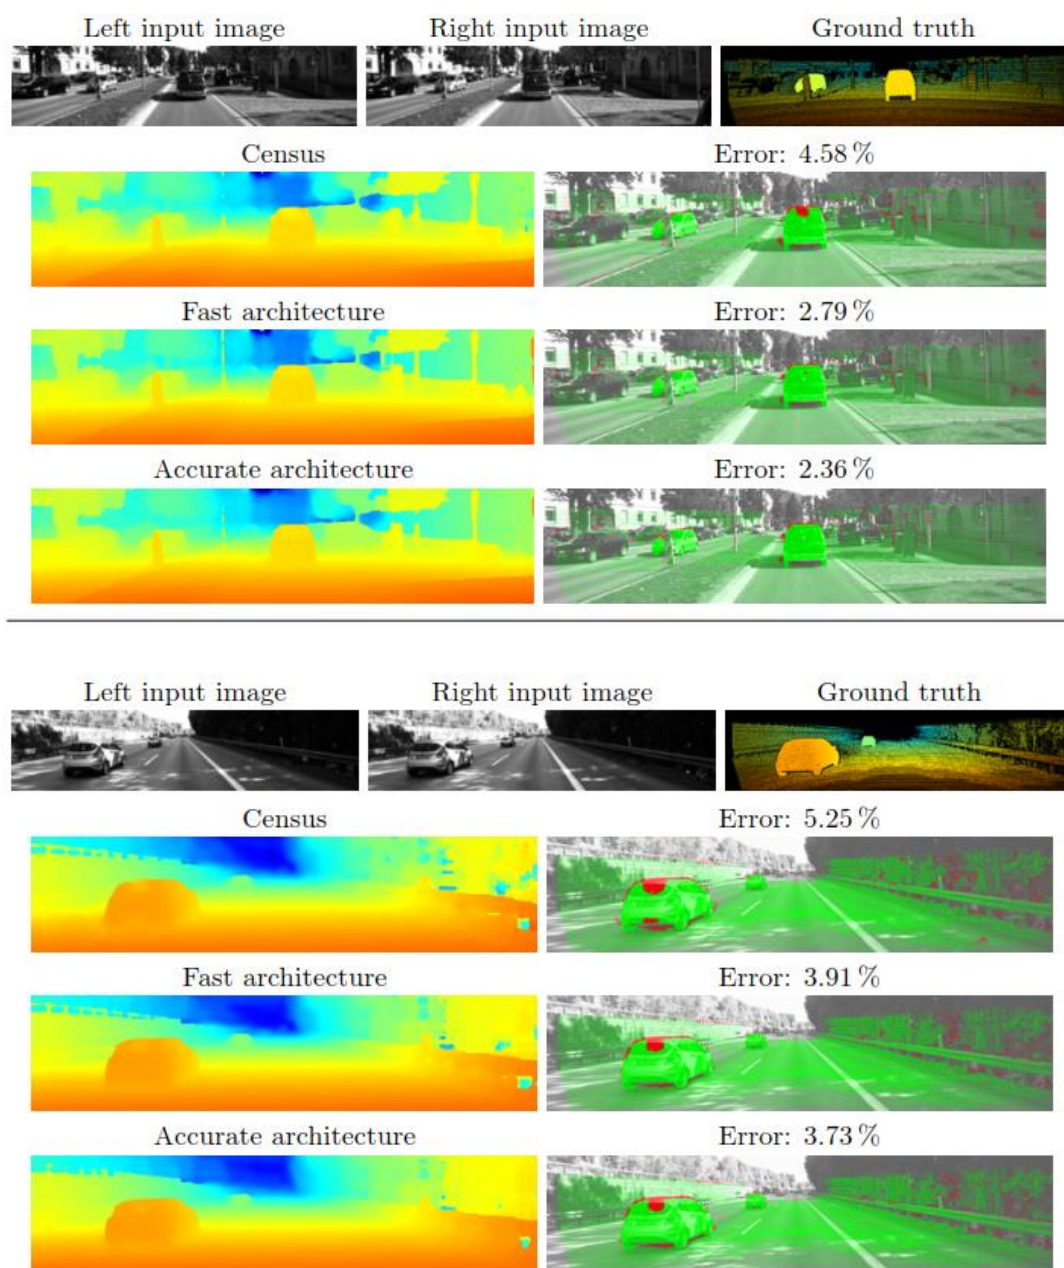 Left input image Right input image Ground truth
Census Error: 4.58 %
Fast architecture Error: 2.79 %
Accurate architecture Error: 2.36 %
Left input image Right input image Ground truth
Census Error: 5.25 %
Fast architecture Error: 3.91 %
Accurate architecture Error: 3.73 %